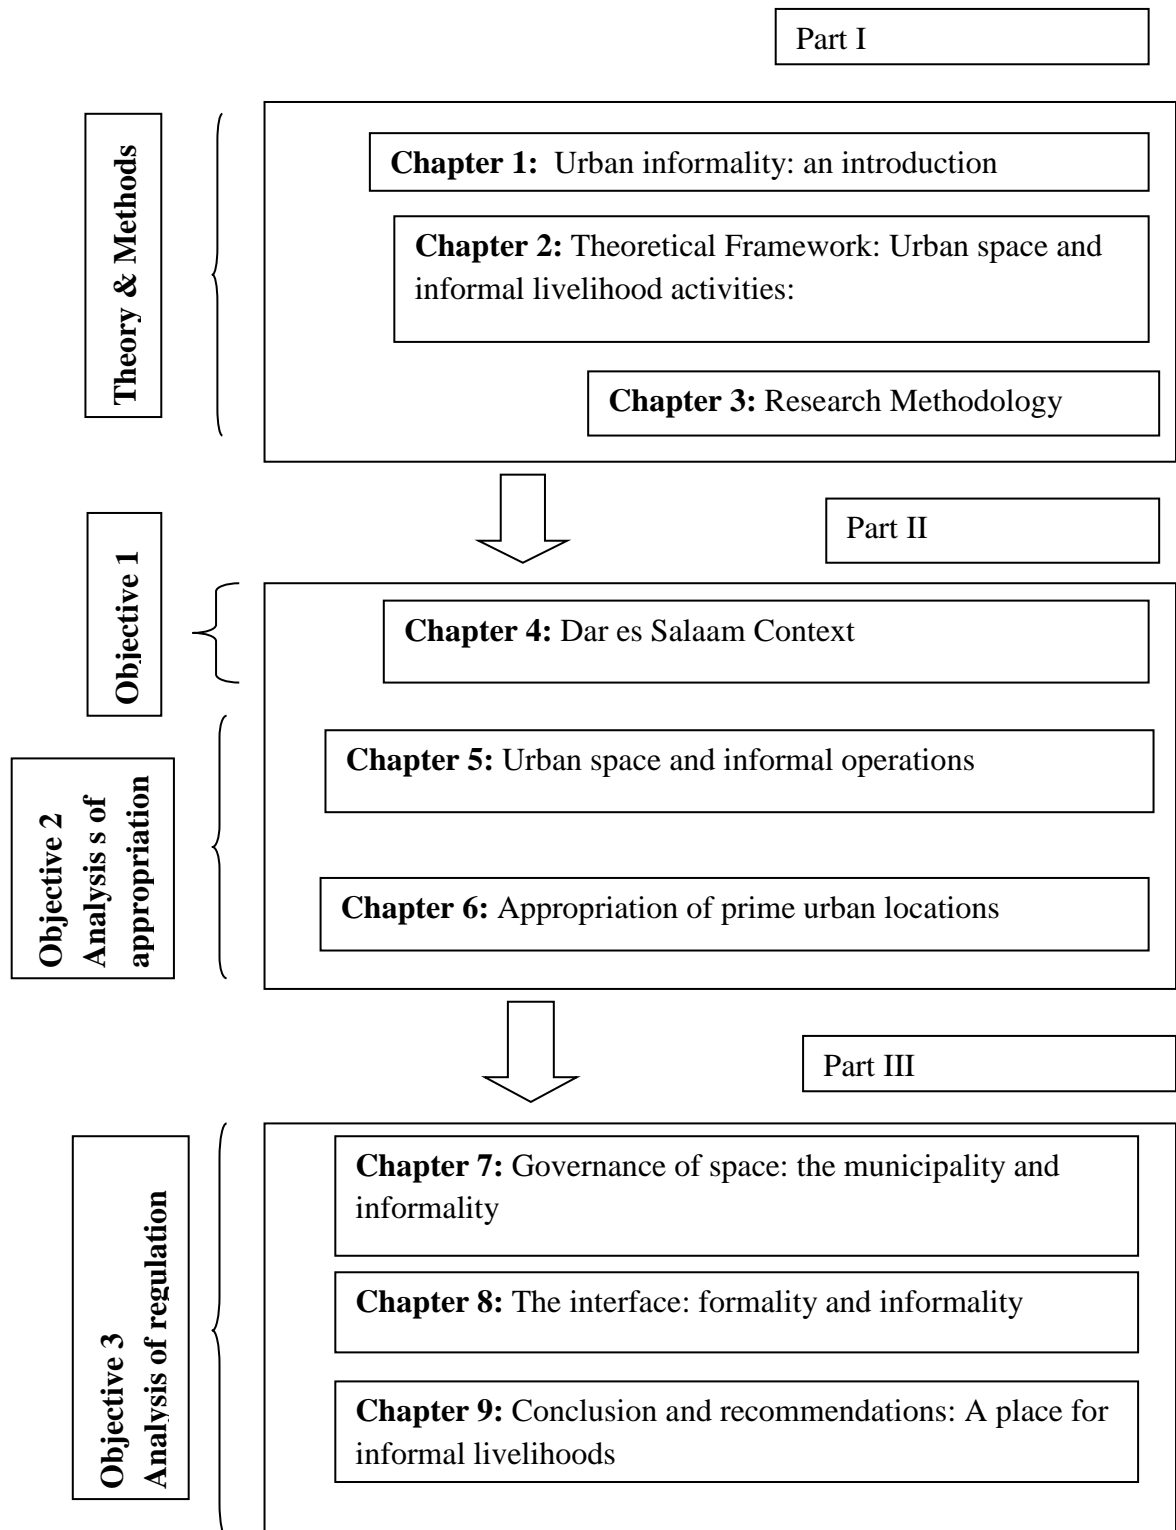 Part I
Theory & Methods
Chapter 1:  Urban informality: an introduction
Chapter 2: Theoretical Framework: Urban space and
informal livelihood activities:
Chapter 3: Research Methodology
Part II
Objective 1
Chapter 4: Dar es Salaam Context
Objective 2
Analysis s of
appropriation
Chapter 5: Urban space and informal operations
Chapter 6: Appropriation of prime urban locations
Part III
Objective 3
Analysis of regulation
Chapter 7: Governance of space: the municipality and
informality
Chapter 8: The interface: formality and informality
Chapter 9: Conclusion and recommendations: A place for
informal livelihoods